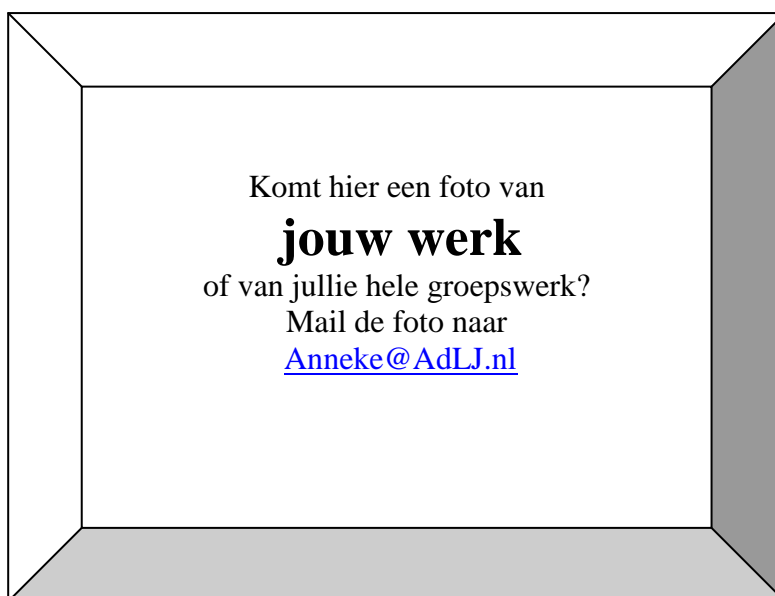 Komt hier een foto van
jouw werk
of van jullie hele groepswerk?
Mail de foto naar
Anneke@AdLJ.nl